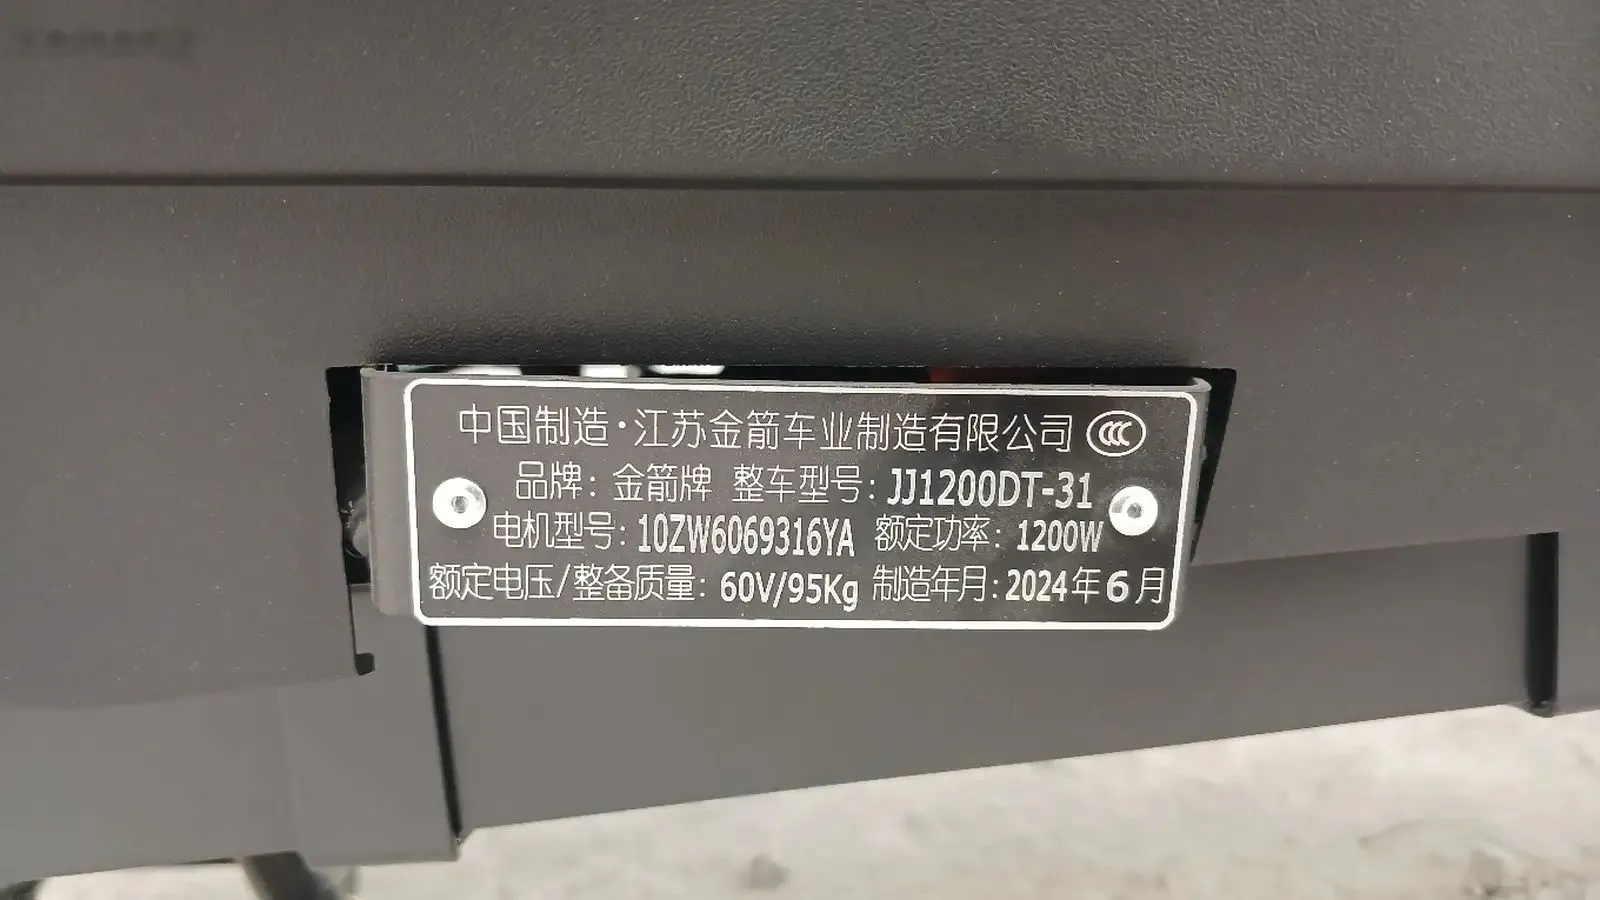 中国制造·江苏金箭车业制造有限公司 CCC
品牌：金箭牌 整车型号：JJ1200DT-31
电机型号：10ZW6069316YA 额定功率：1200W
额定电压/整备质量：60V/95Kg 制造年月：2024年6月